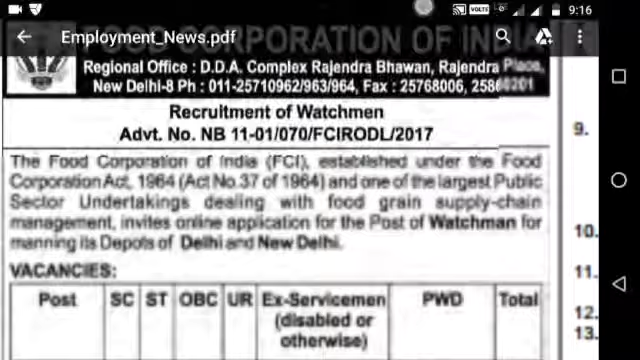 9:16
Employment_News.pdf
FOOD CORPORATION OF INDIA
Regional Office : D.D.A. Complex Rajendra Bhawan, Rajendra Place,
New Delhi-8 Ph : 011-25710962/963/964, Fax : 25768006, 25868201
Recruitment of Watchmen
Advt. No. NB 11-01/070/FCIRODL/2017
The Food Corporation of India (FCI), established under the Food
Corporation Act, 1964 (Act No.37 of 1964) and one of the largest Public
Sector Undertakings dealing with food grain supply-chain
management, invites online application for the Post of Watchman for
manning its Depots of Delhi and New Delhi.
VACANCIES:
Post SC ST OBC UR Ex-Servicemen PWD Total
(disabled or
otherwise)
9.
10.
11.
12.
13.